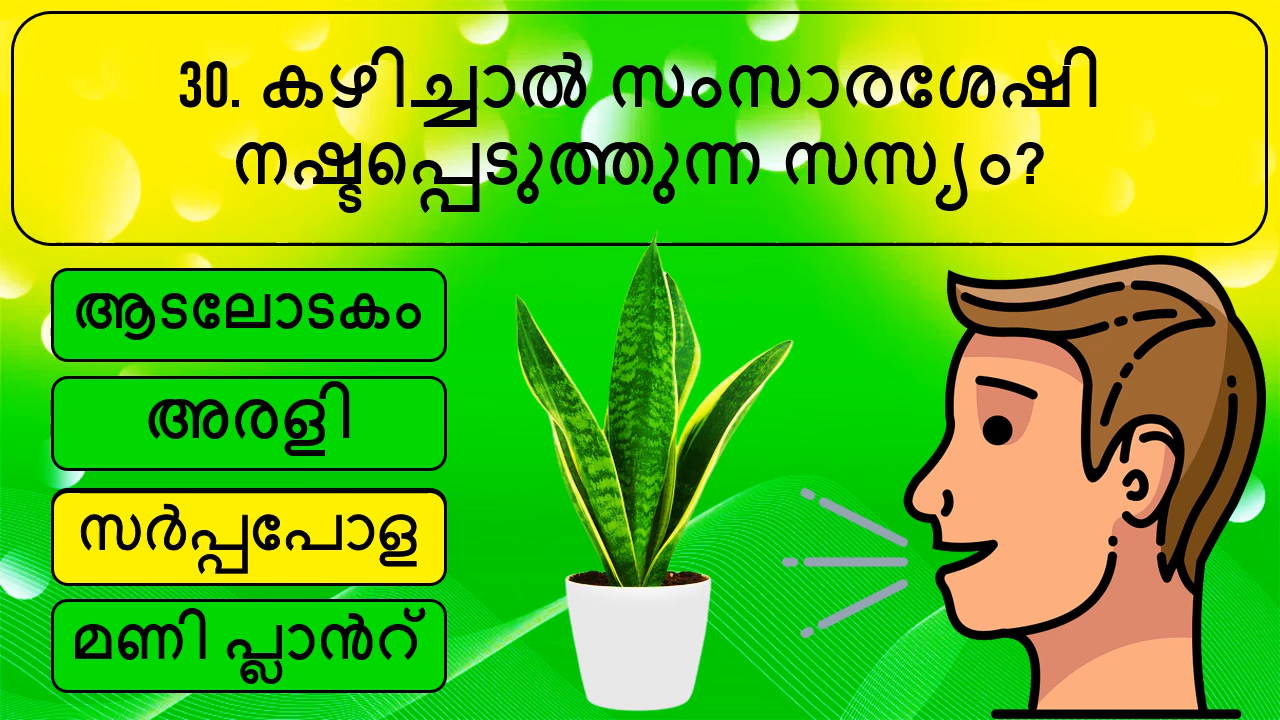 30. കഴിച്ചാൽ സംസാരശേഷി
നഷ്ടപ്പെടുത്തുന്ന സസ്യം?
ആടലോടകം
അരളി
സർപ്പപോള
മണി പ്ലാൻറ്